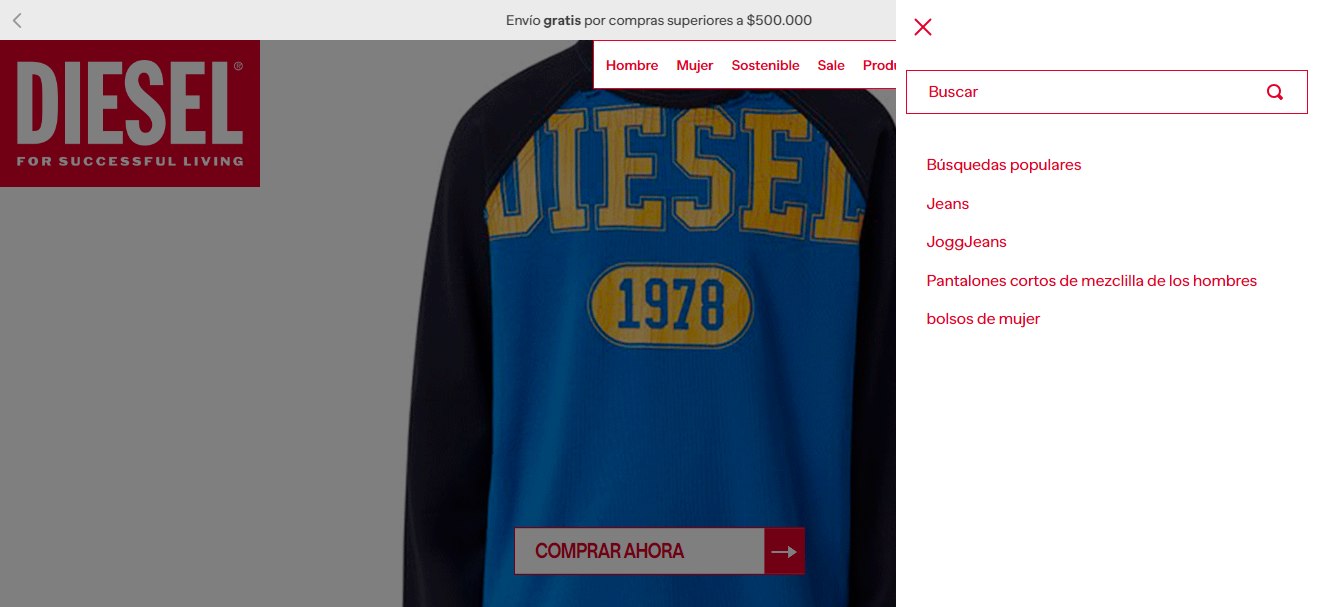 Envío gratis por compras superiores a $500.000
DIESEL®
FOR SUCCESSFUL LIVING
Hombre Mujer Sostenible Sale
DIESEL
1978
COMPRAR AHORA
Buscar
Búsquedas populares
Jeans
JoggJeans
Pantalones cortos de mezclilla de los hombres
bolsos de mujer